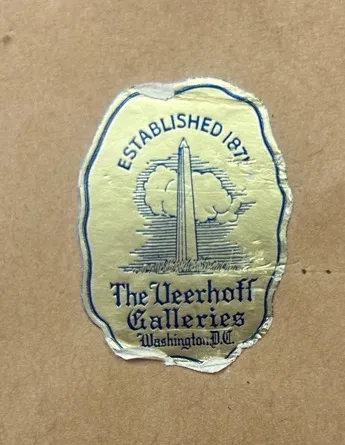 ESTABLISHED 1871
The Veerhoff
Galleries
Washington, D.C.